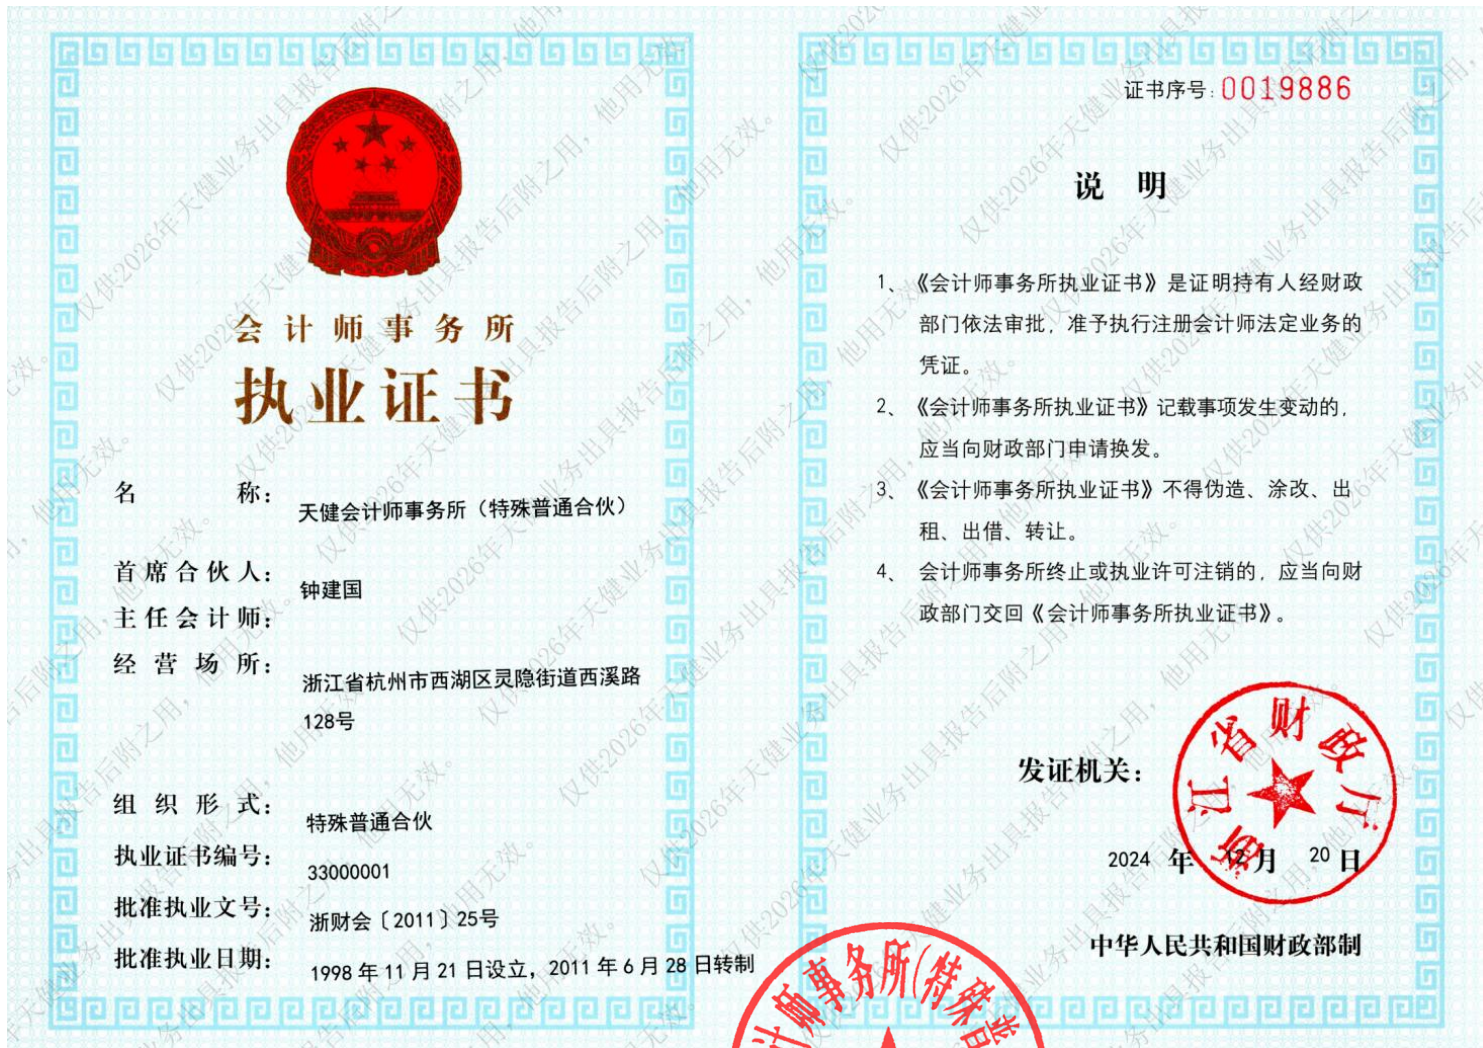 会计师事务所
执业证书
名称：天健会计师事务所（特殊普通合伙）
首席合伙人：钟建国
主任会计师：
经营场所：浙江省杭州市西湖区灵隐街道西溪路
128号
组织形式：特殊普通合伙
执业证书编号：33000001
批准执业文号：浙财会〔2011〕25号
批准执业日期：1998年11月21日设立，2011年6月28日转制
证书序号：0019886
说明
1、《会计师事务所执业证书》是证明持有人经财政
部门依法审批，准予执行注册会计师法定业务的
凭证。
2、《会计师事务所执业证书》记载事项发生变动的，
应当向财政部门申请换发。
3、《会计师事务所执业证书》不得伪造、涂改、出
租、出借、转让。
4、会计师事务所终止或执业许可注销的，应当向财
政部门交回《会计师事务所执业证书》。
发证机关：
浙江省财政厅
2024年12月20日
中华人民共和国财政部制
计师事务所(特殊普
仅供2026年天健业务出具报告后附之用，他用无效。